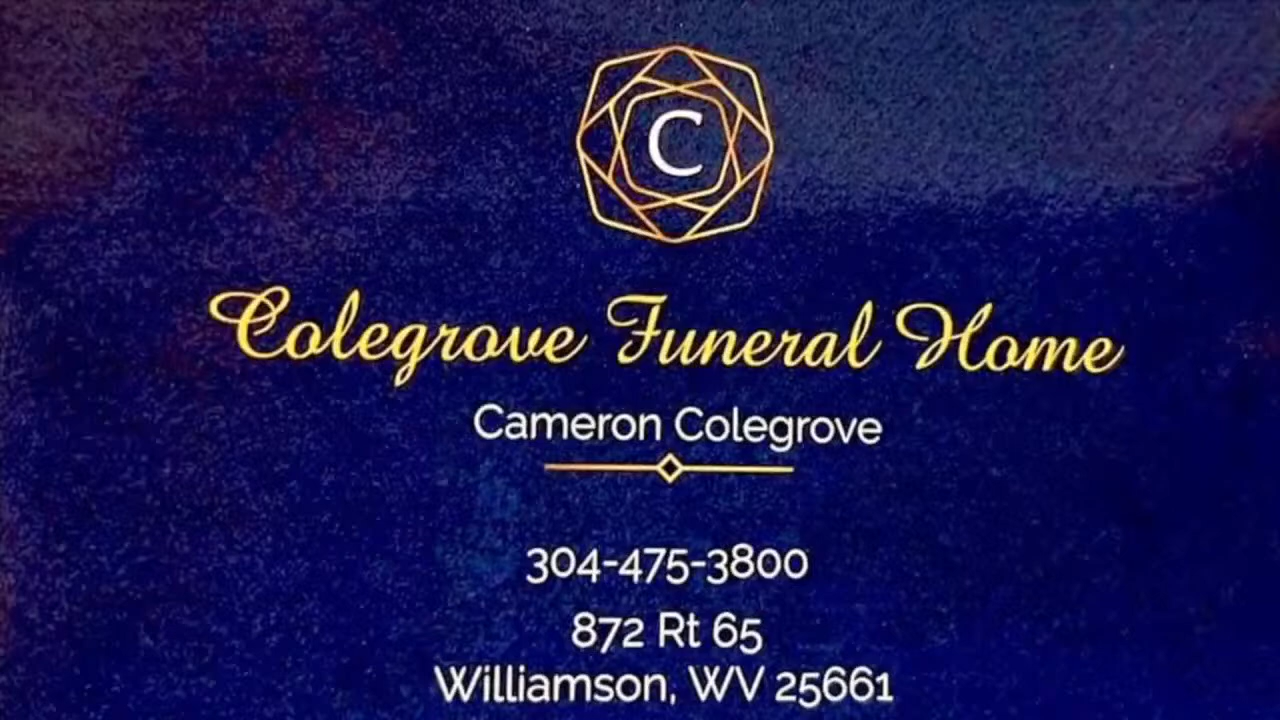 C
Colegrove Funeral Home
Cameron Colegrove
304-475-3800
872 Rt 65
Williamson, WV 25661